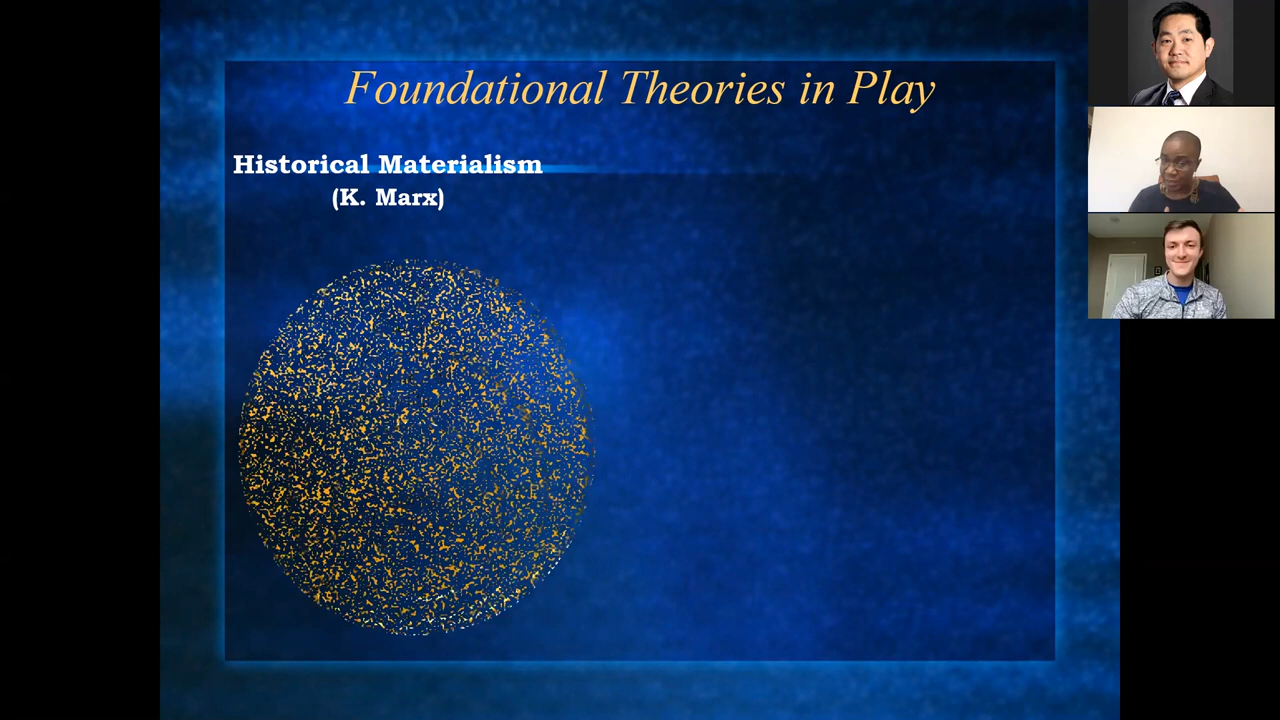 Foundational Theories in Play
Historical Materialism
(K. Marx)